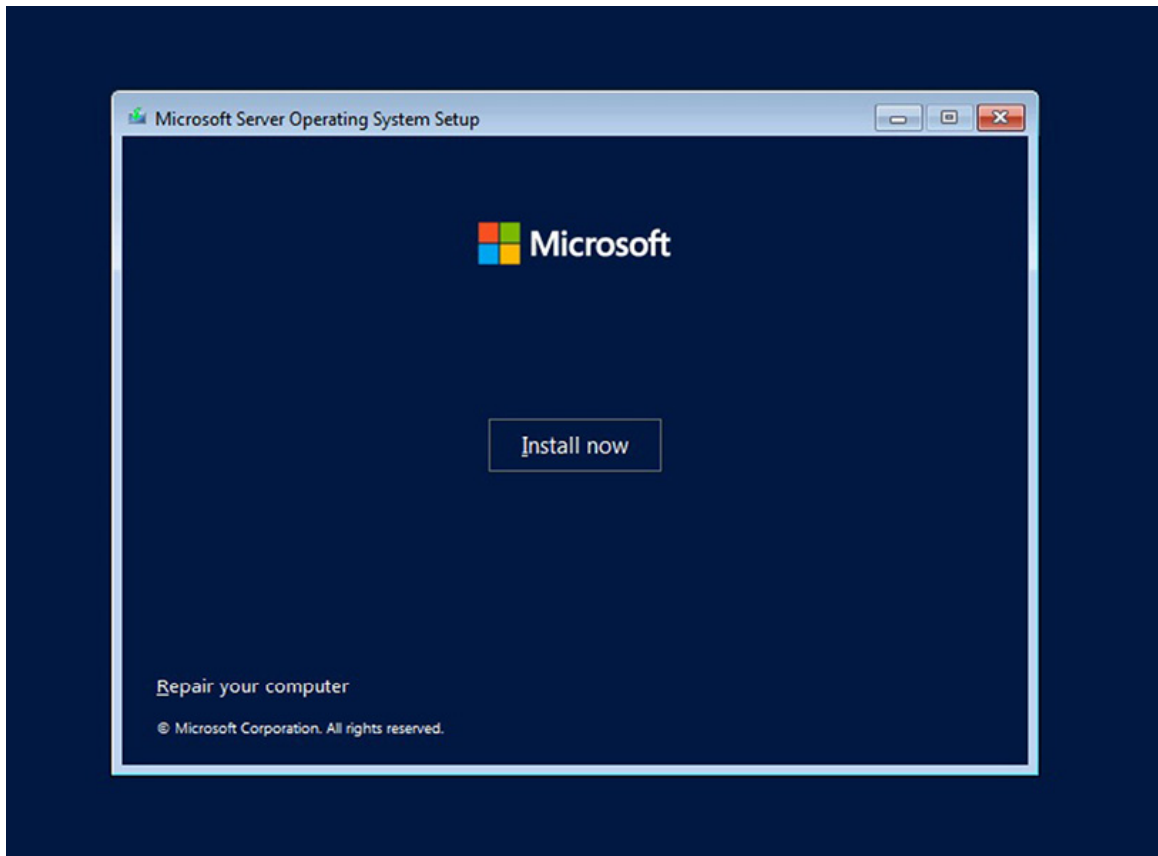 Microsoft Server Operating System Setup
Microsoft
Install now
Repair your computer
© Microsoft Corporation. All rights reserved.